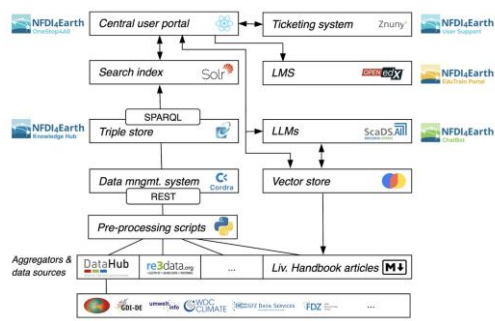 NFDI4Earth
OneStop4All
Central user portal
Ticketing system
Znuny
NFDI4Earth
User Support
Search index
Solr
LMS
OPEN edX
NFDI4Earth
EduTrain Portal
SPARQL
NFDI4Earth
Knowledge Hub
Triple store
LLMs
ScaDS.AI
NFDI4Earth
ChatBot
Data mngmt. system
Cordra
Vector store
REST
Pre-processing scripts
Aggregators &
data sources
DataHub
re3data.org
...
Liv. Handbook articles
M
GDI-DE
umwelt.info
WDC
CLIMATE
GFZ DATA SERVICES
FDZ
....